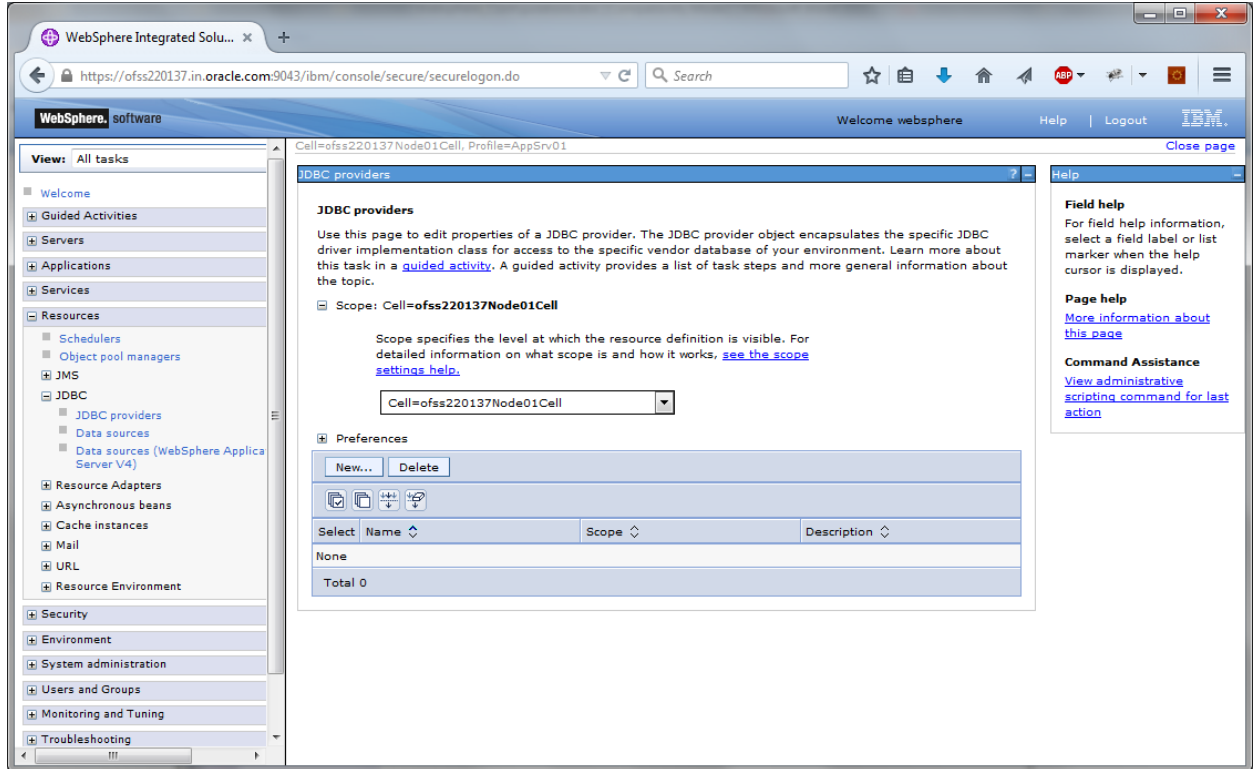 WebSphere Integrated Solu...
https://ofss220137.in.oracle.com:9043/ibm/console/secure/securelogon.do
Search
ABP
WebSphere. software
Welcome websphere
Help | Logout
IBM.
View: All tasks
Welcome
Guided Activities
Servers
Applications
Services
Resources
Schedulers
Object pool managers
JMS
JDBC
JDBC providers
Data sources
Data sources (WebSphere Applica
Server V4)
Resource Adapters
Asynchronous beans
Cache instances
Mail
URL
Resource Environment
Security
Environment
System administration
Users and Groups
Monitoring and Tuning
Troubleshooting
Cell=ofss220137Node01Cell, Profile=AppSrv01
Close page
JDBC providers
? –
JDBC providers
Use this page to edit properties of a JDBC provider. The JDBC provider object encapsulates the specific JDBC
driver implementation class for access to the specific vendor database of your environment. Learn more about
this task in a guided activity. A guided activity provides a list of task steps and more general information about
the topic.
Scope: Cell=ofss220137Node01Cell
Scope specifies the level at which the resource definition is visible. For
detailed information on what scope is and how it works, see the scope
settings help.
Cell=ofss220137Node01Cell
Preferences
New... Delete
Select Name Scope Description
None
Total 0
Help
Field help
For field help information,
select a field label or list
marker when the help
cursor is displayed.
Page help
More information about
this page
Command Assistance
View administrative
scripting command for last
action